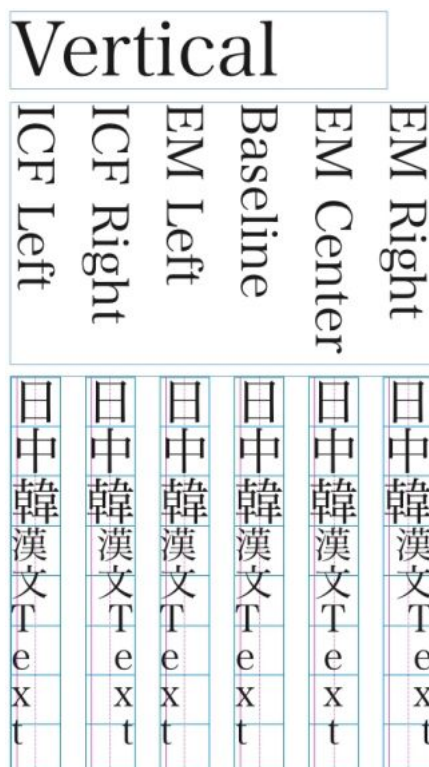 Vertical
ICF Left
ICF Right
EM Left
Baseline
EM Center
EM Right
日中韓漢文Text
日中韓漢文Text
日中韓漢文Text
日中韓漢文Text
日中韓漢文Text
日中韓漢文Text